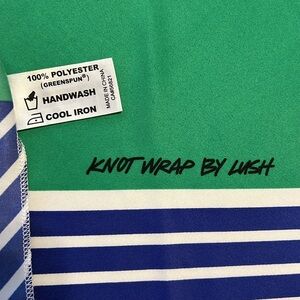 100% POLYESTER
(GREENSPUN®)
HANDWASH
COOL IRON
MADE IN CHINA
KNOT WRAP BY LUSH